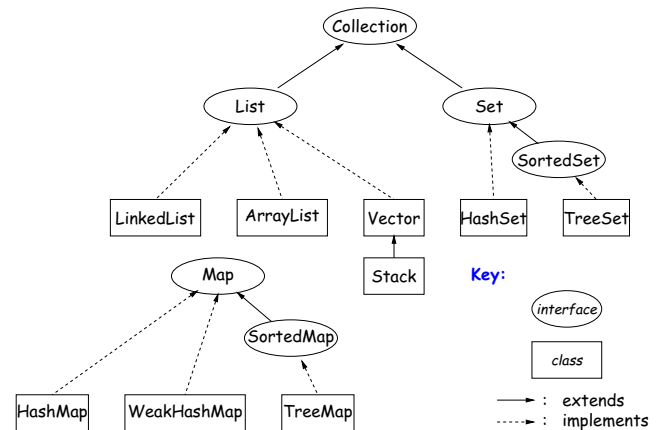 Collection
List Set
SortedSet
LinkedList ArrayList Vector HashSet TreeSet
Map Stack Key:
interface
SortedMap
class
HashMap WeakHashMap TreeMap
: extends
: implements